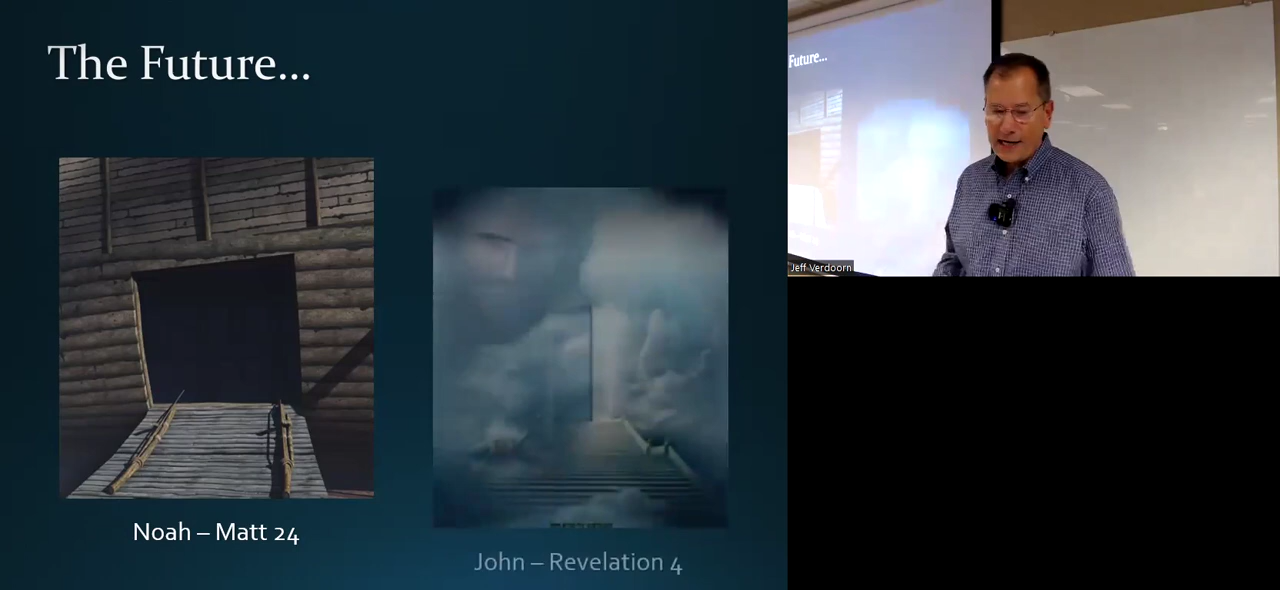 The Future...
Noah – Matt 24
John – Revelation 4
Future...
Jeff Verdoorn